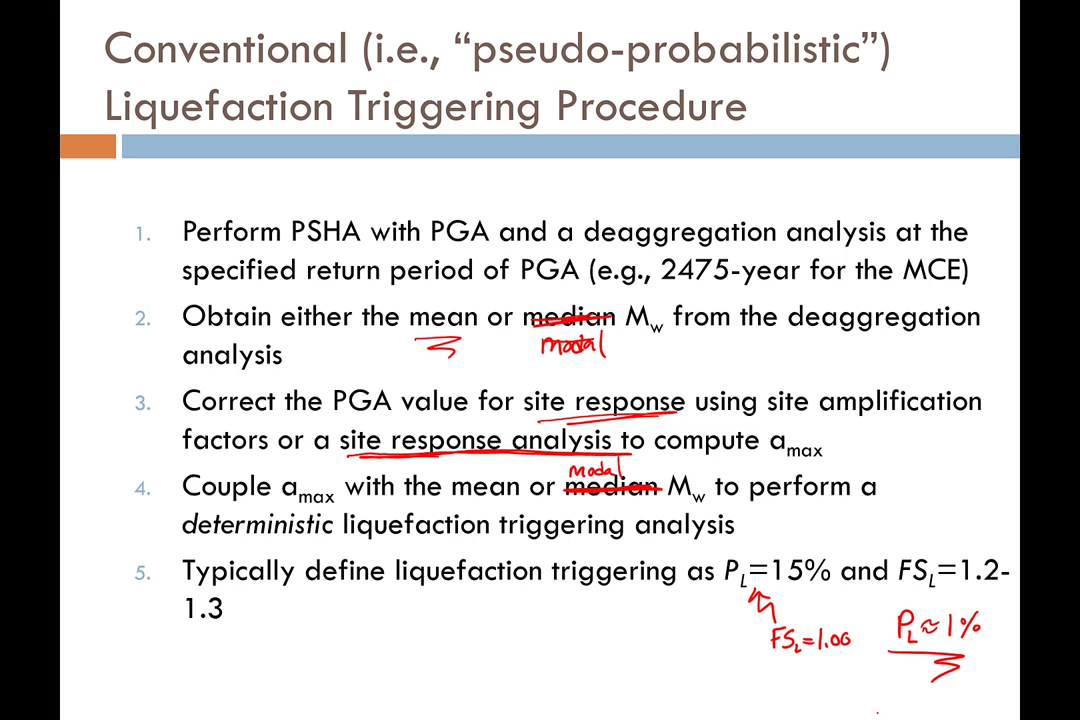 Conventional (i.e., “pseudo-probabilistic”)
Liquefaction Triggering Procedure
1. Perform PSHA with PGA and a deaggregation analysis at the
specified return period of PGA (e.g., 2475-year for the MCE)
2. Obtain either the mean or median Mw from the deaggregation
modal
analysis
3. Correct the PGA value for site response using site amplification
factors or a site response analysis to compute amax
modal
4. Couple amax with the mean or median Mw to perform a
deterministic liquefaction triggering analysis
5. Typically define liquefaction triggering as PL=15% and FSL=1.2-
1.3
FSL=1.00
PL≈1%